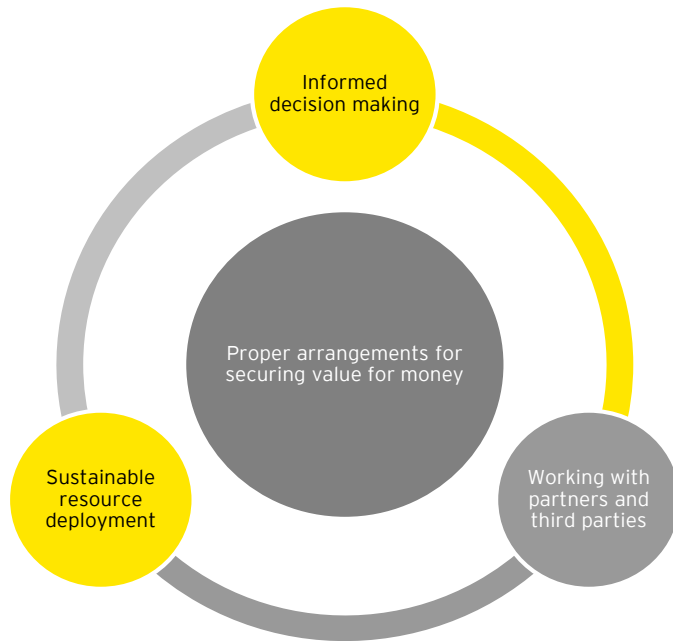 Informed
decision making
Proper arrangements for
securing value for money
Sustainable
resource
deployment
Working with
partners and
third parties